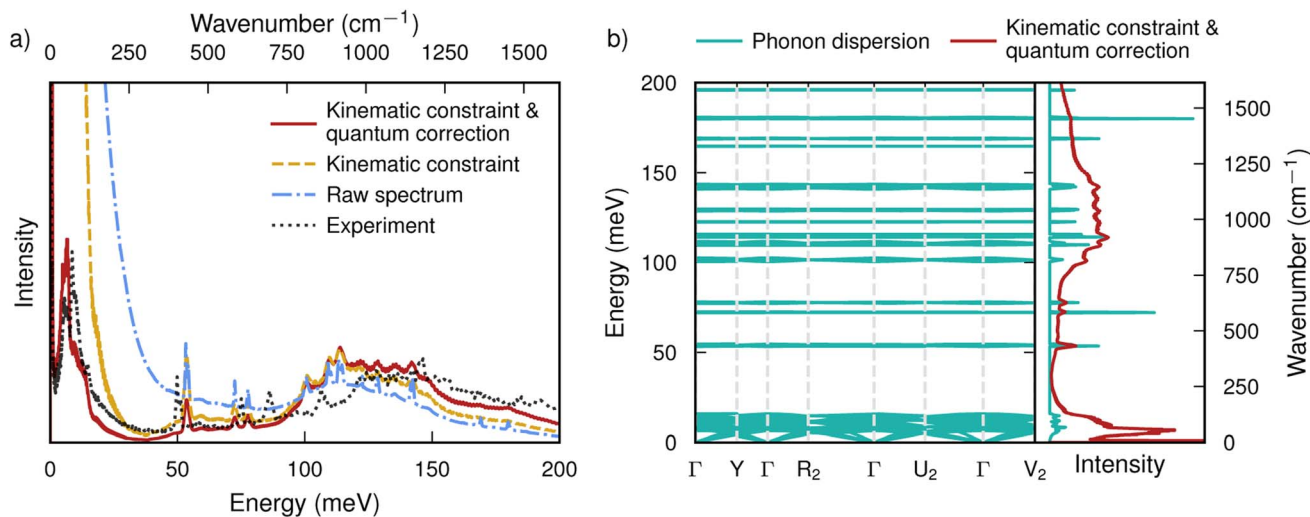 a)
Wavenumber (cm⁻¹)
0 250 500 750 1000 1250 1500
Intensity
Kinematic constraint &
quantum correction
Kinematic constraint
Raw spectrum
Experiment
0 50 100 150 200
Energy (meV)
b)
Phonon dispersion
Kinematic constraint &
quantum correction
Energy (meV)
200
150
100
50
0
Γ Y Γ R₂ Γ U₂ Γ V₂
Intensity
1500
1250
1000
750
500
250
0
Wavenumber (cm⁻¹)